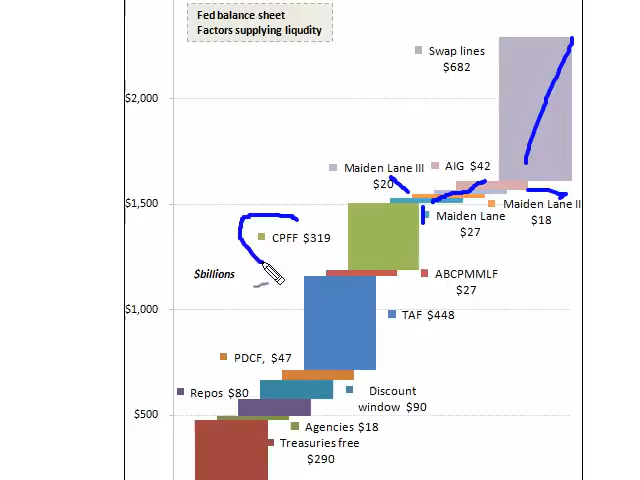 Fed balance sheet
Factors supplying liqudity
Swap lines
$682
$2,000
Maiden Lane III
$20
AIG $42
$1,500
Maiden Lane II
$18
Maiden Lane
$27
CPFF $319
$billions
ABCPMMLF
$27
$1,000
TAF $448
PDCF, $47
Repos $80
Discount
window $90
$500
Agencies $18
Treasuries free
$290